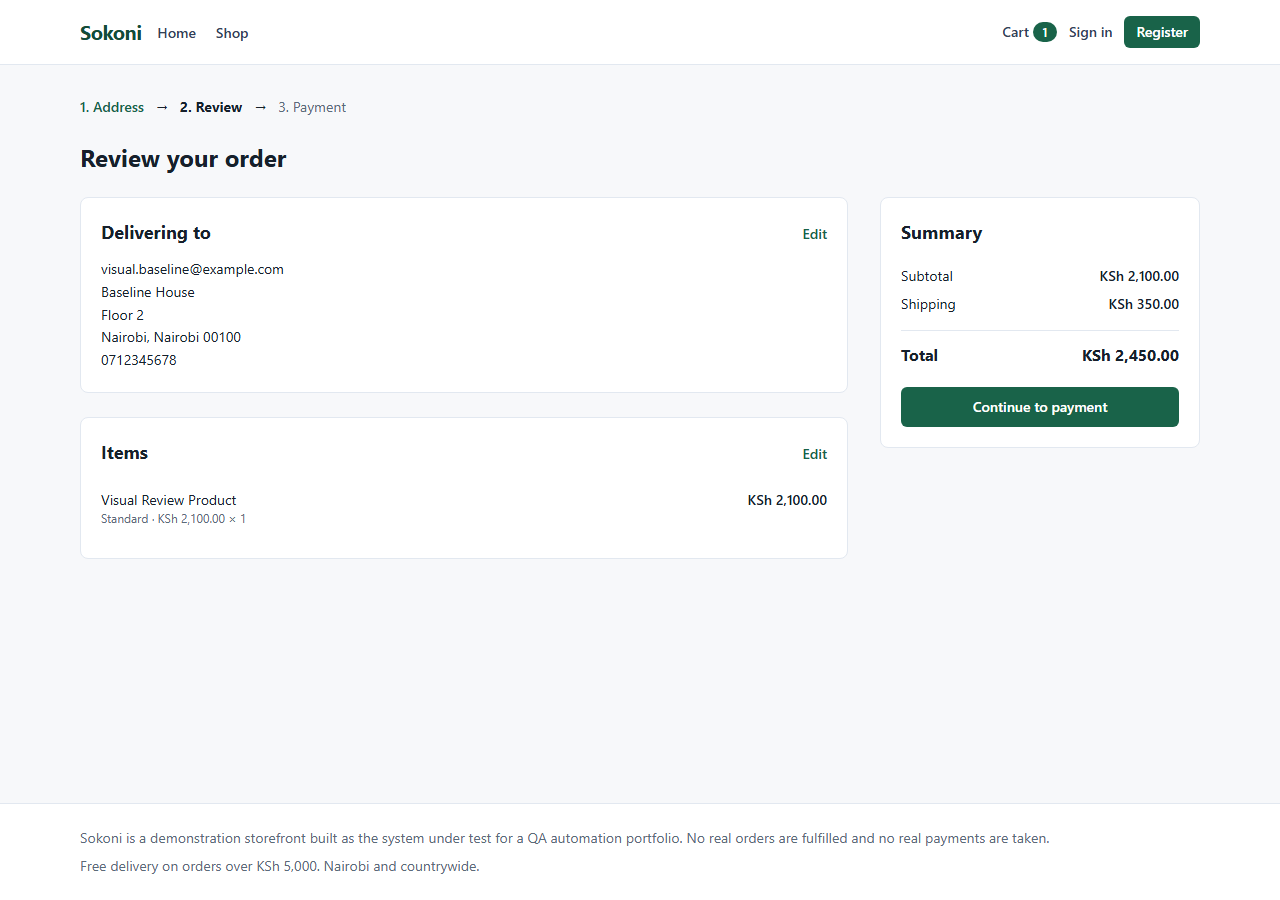 Sokoni Home Shop Cart 1 Sign in Register
1. Address → 2. Review → 3. Payment
Review your order
Delivering to Edit
visual.baseline@example.com
Baseline House
Floor 2
Nairobi, Nairobi 00100
0712345678
Items Edit
Visual Review Product KSh 2,100.00
Standard · KSh 2,100.00 × 1
Summary
Subtotal KSh 2,100.00
Shipping KSh 350.00
Total KSh 2,450.00
Continue to payment
Sokoni is a demonstration storefront built as the system under test for a QA automation portfolio. No real orders are fulfilled and no real payments are taken.
Free delivery on orders over KSh 5,000. Nairobi and countrywide.